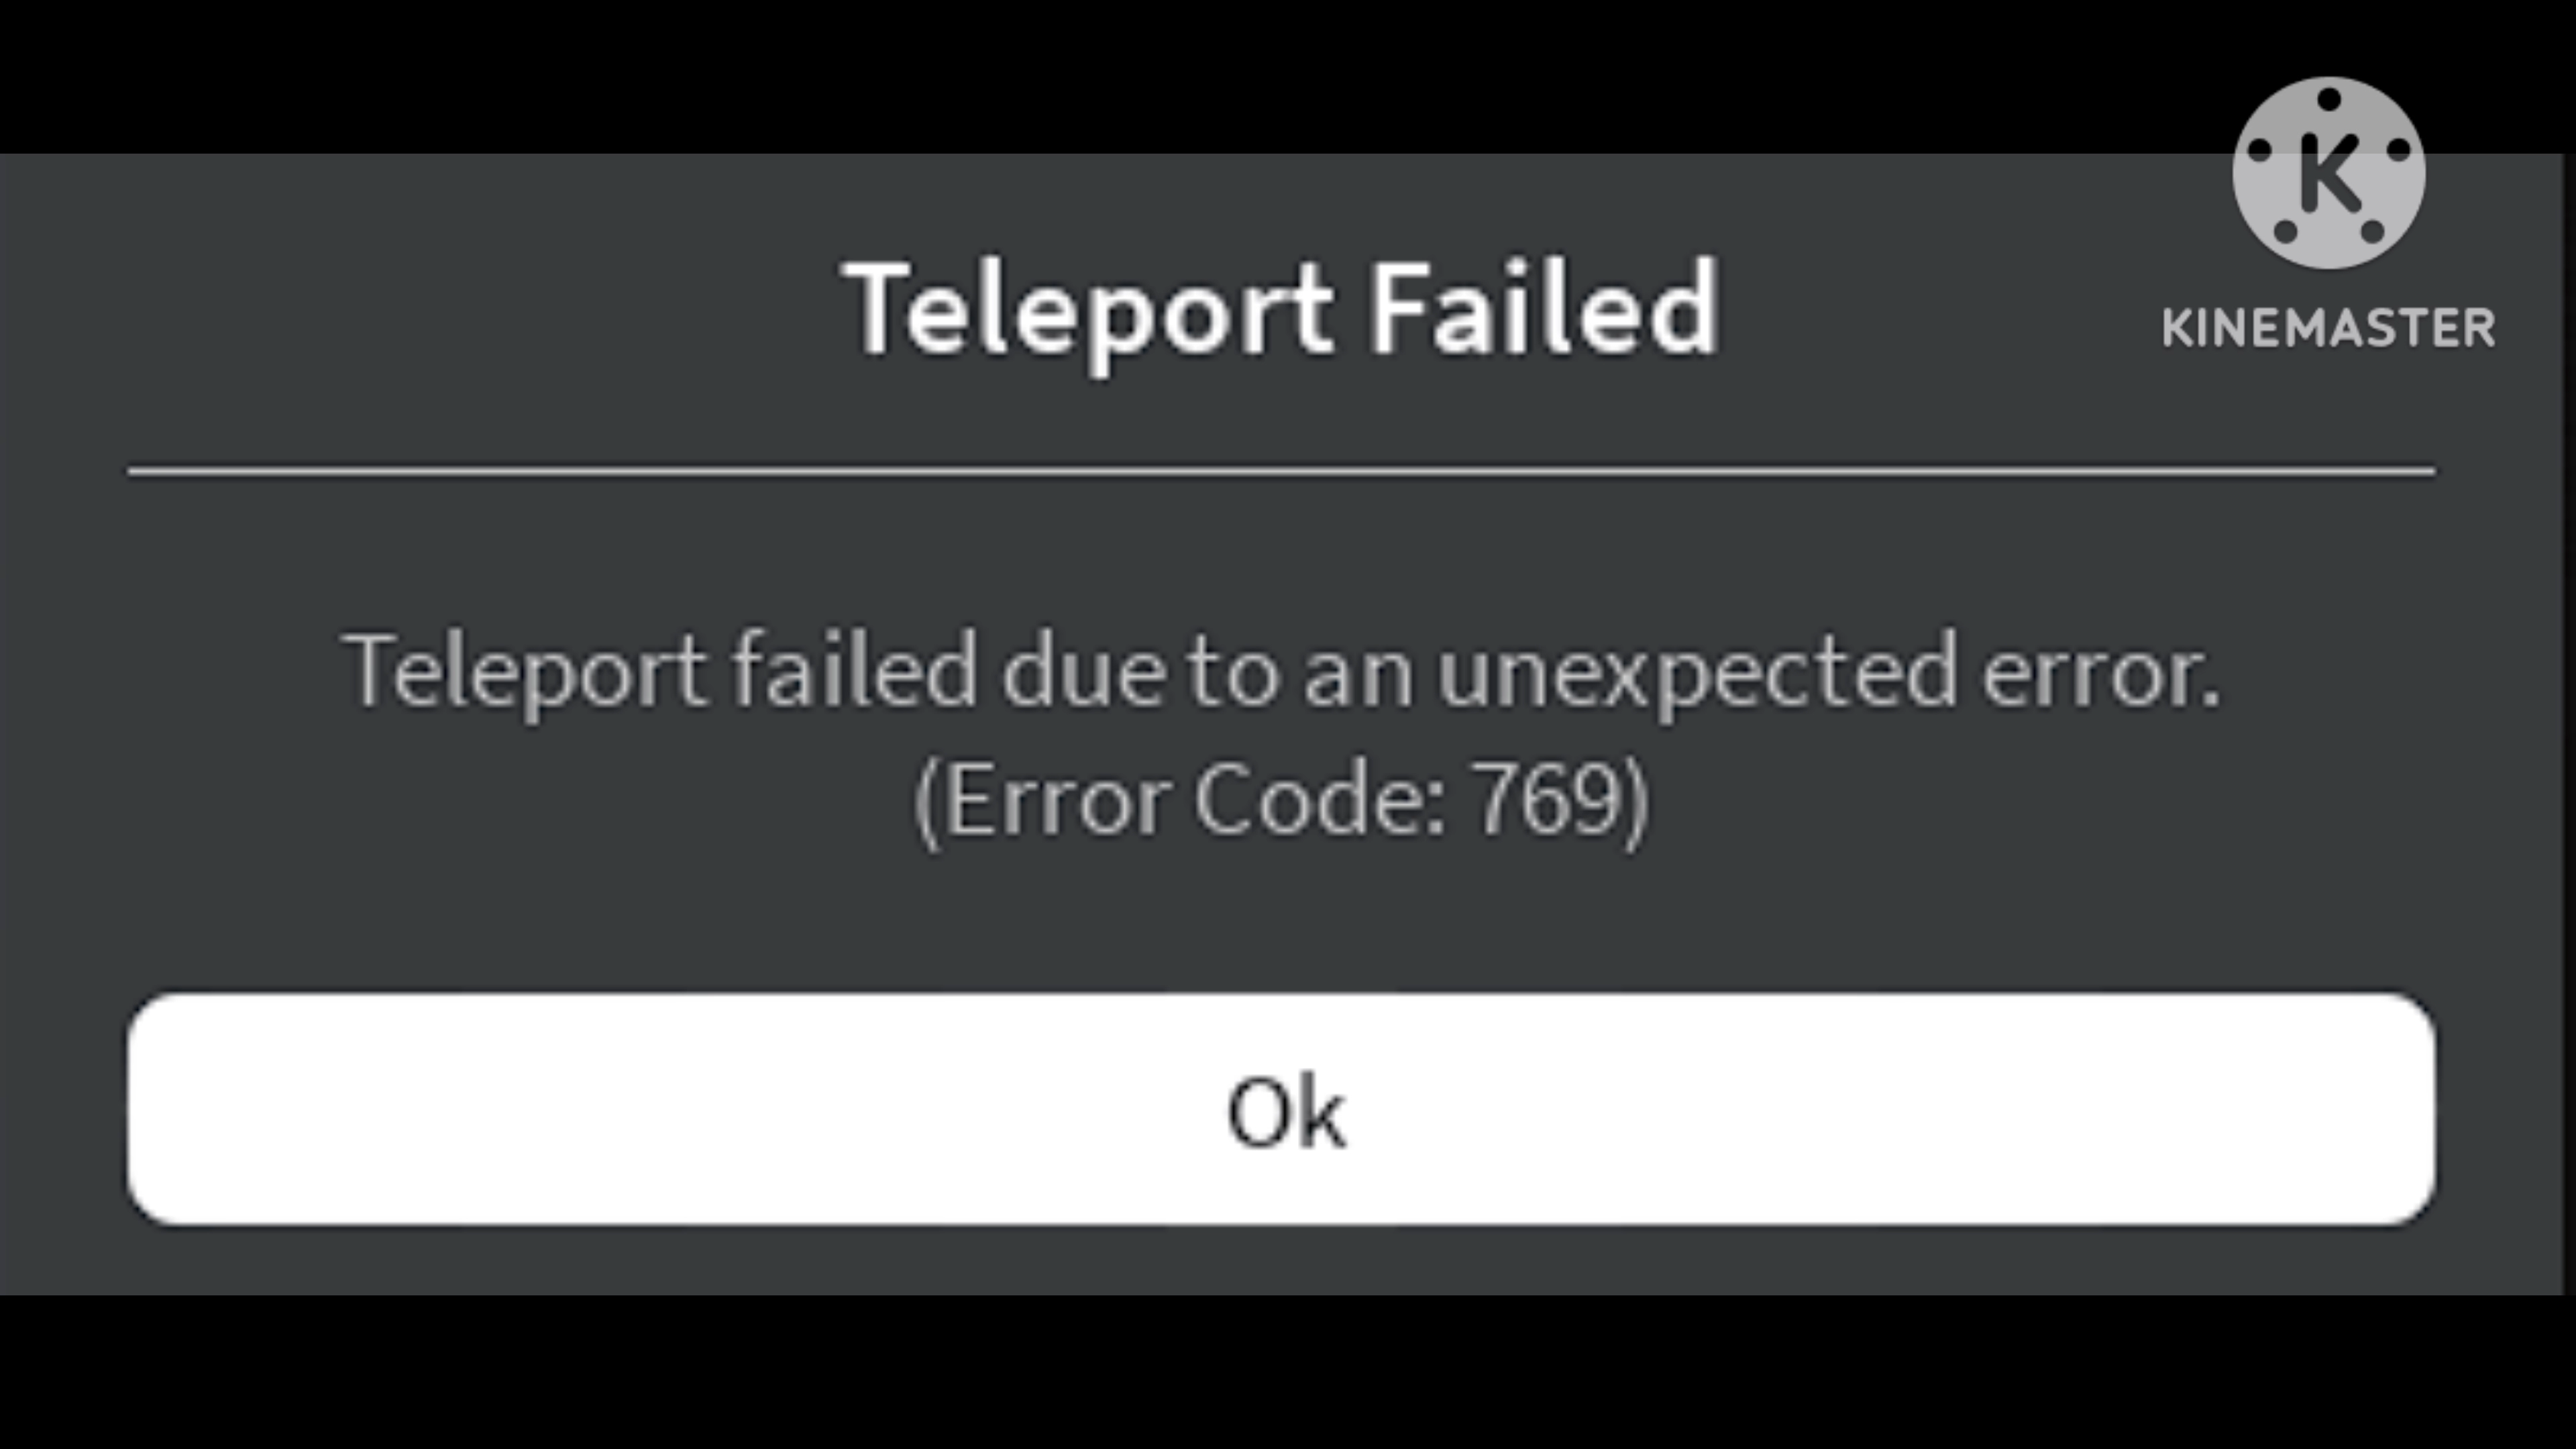 K
KINEMASTER
Teleport Failed
Teleport failed due to an unexpected error.
(Error Code: 769)
Ok